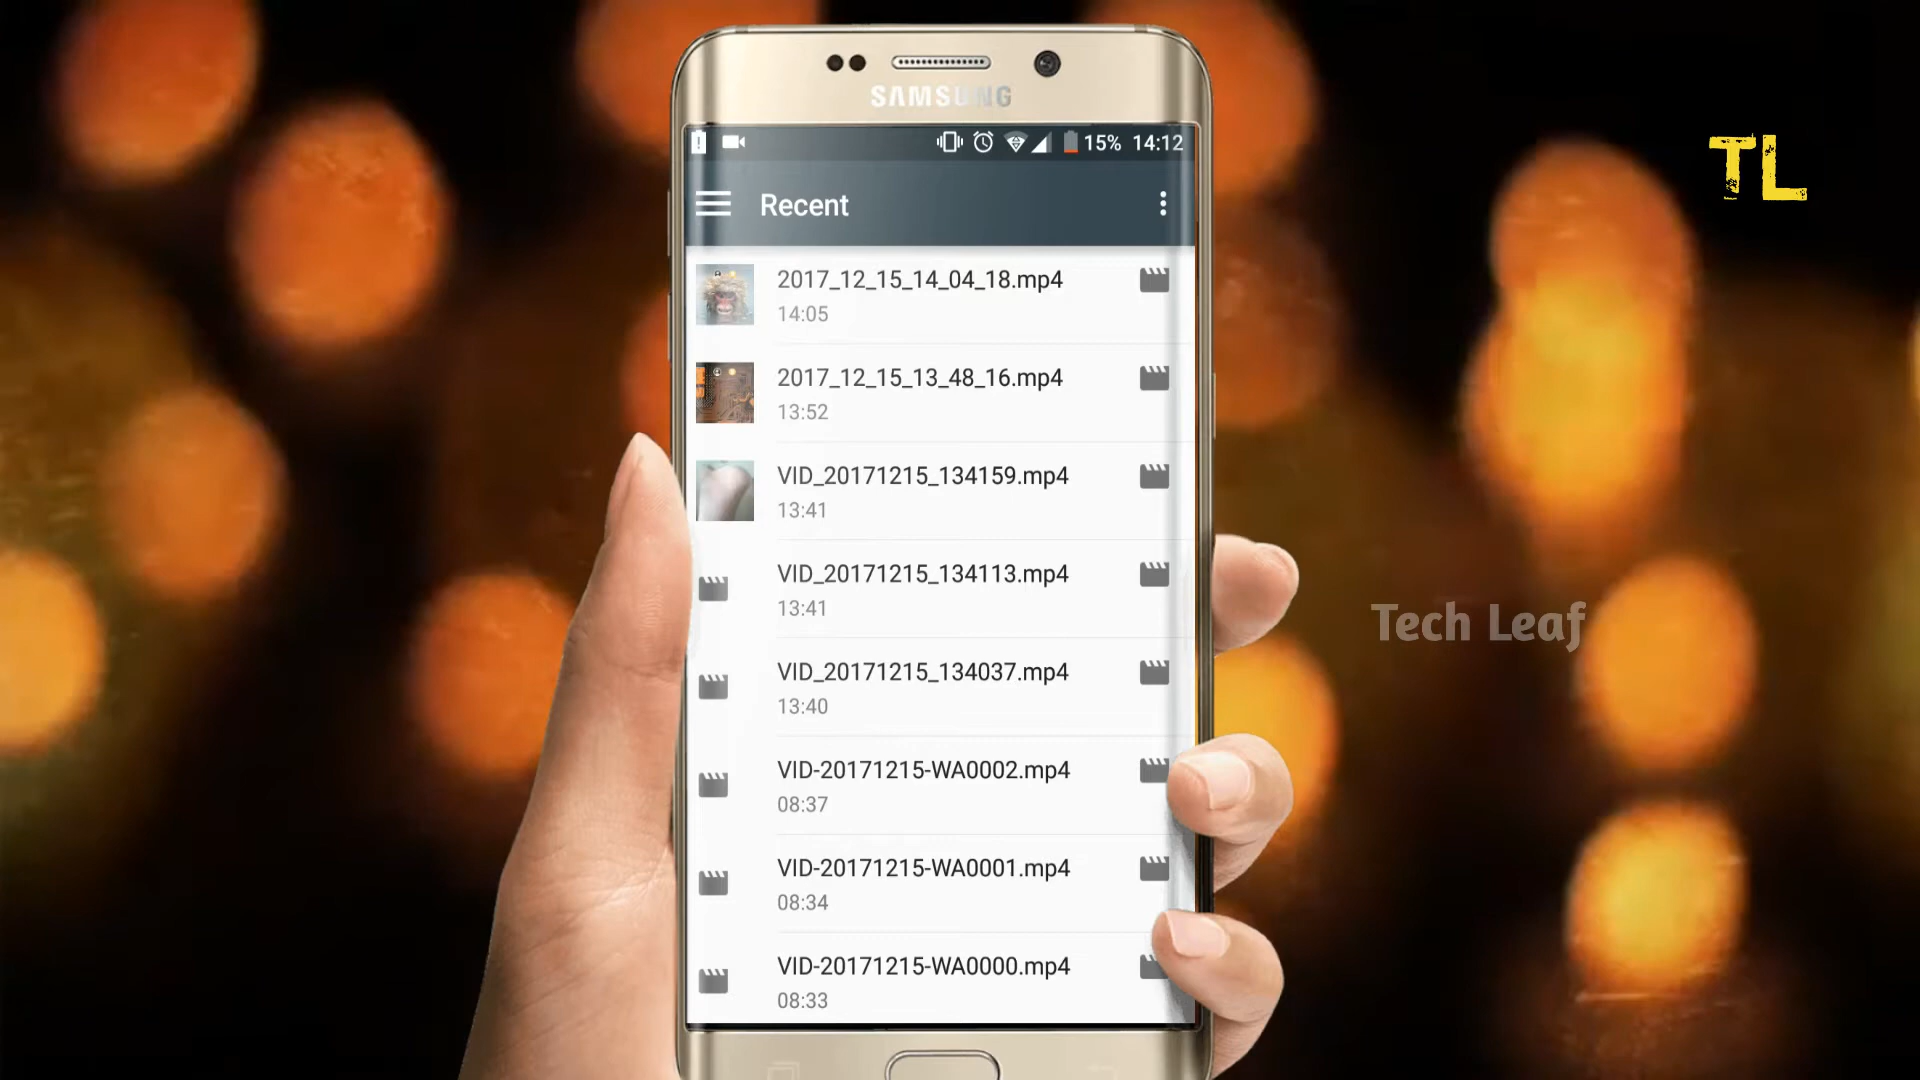 SAMSUNG
15% 14:12
Recent
TL
2017_12_15_14_04_18.mp4
14:05
2017_12_15_13_48_16.mp4
13:52
VID_20171215_134159.mp4
13:41
VID_20171215_134113.mp4
13:41
Tech Leaf
VID_20171215_134037.mp4
13:40
VID-20171215-WA0002.mp4
08:37
VID-20171215-WA0001.mp4
08:34
VID-20171215-WA0000.mp4
08:33